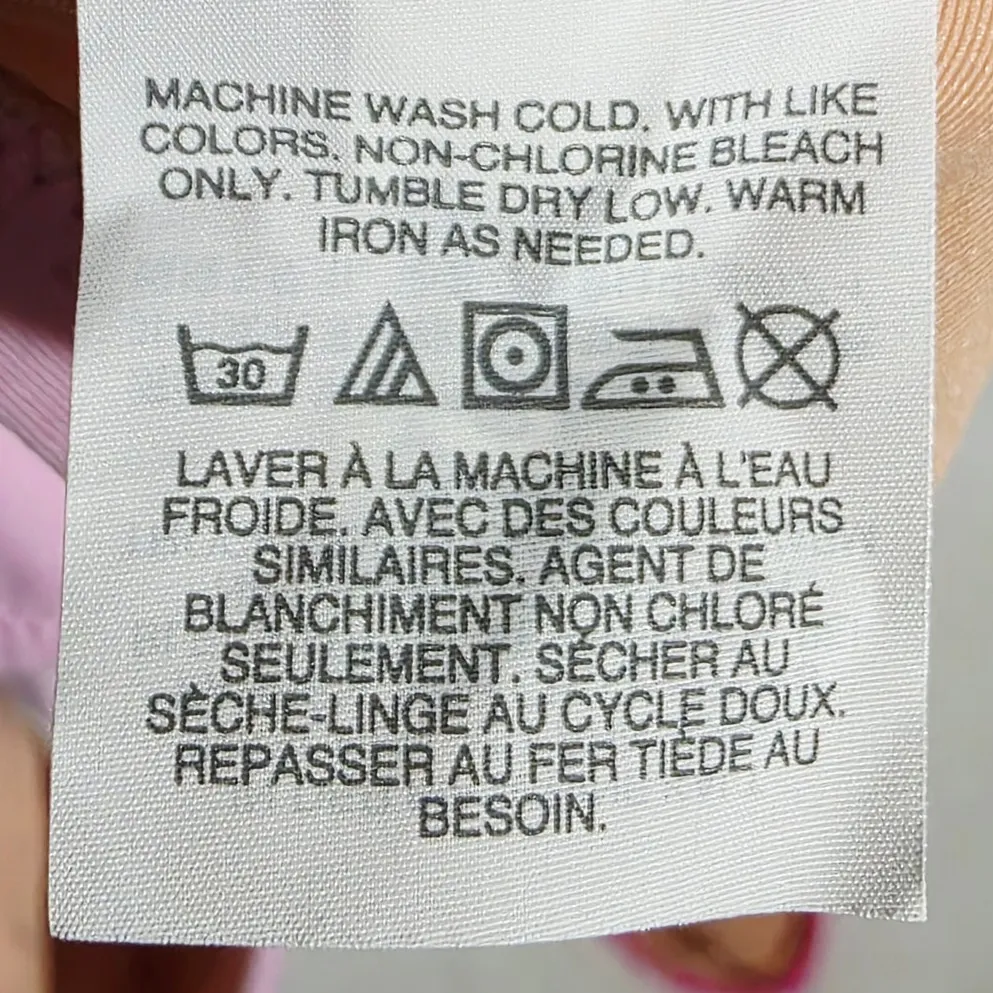 MACHINE WASH COLD. WITH LIKE
COLORS. NON-CHLORINE BLEACH
ONLY. TUMBLE DRY LOW. WARM
IRON AS NEEDED.
30
LAVER À LA MACHINE À L'EAU
FROIDE. AVEC DES COULEURS
SIMILAIRES. AGENT DE
BLANCHIMENT NON CHLORÉ
SEULEMENT. SÉCHER AU
SÈCHE-LINGE AU CYCLE DOUX.
REPASSER AU FER TIÈDE AU
BESOIN.